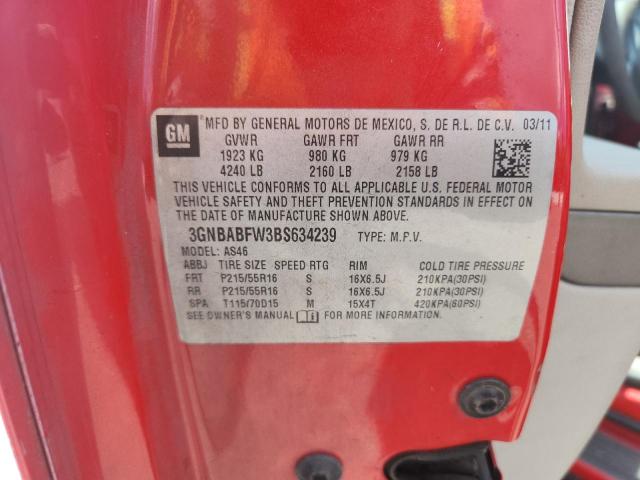 GM MFD BY GENERAL MOTORS DE MEXICO, S. DE R.L. DE C.V. 03/11
GVWR GAWR FRT GAWR RR
1923 KG 980 KG 979 KG
4240 LB 2160 LB 2158 LB
THIS VEHICLE CONFORMS TO ALL APPLICABLE U.S. FEDERAL MOTOR
VEHICLE SAFETY AND THEFT PREVENTION STANDARDS IN EFFECT ON
THE DATE OF MANUFACTURE SHOWN ABOVE.
3GNBABFW3BS634239 TYPE: M.P.V.
MODEL: AS46
ABBJ TIRE SIZE SPEED RTG RIM COLD TIRE PRESSURE
FRT P215/55R16 S 16X6.5J 210KPA(30PSI)
RR P215/55R16 S 16X6.5J 210KPA(30PSI)
SPA T115/70D15 M 15X4T 420KPA(60PSI)
SEE OWNER'S MANUAL FOR MORE INFORMATION.